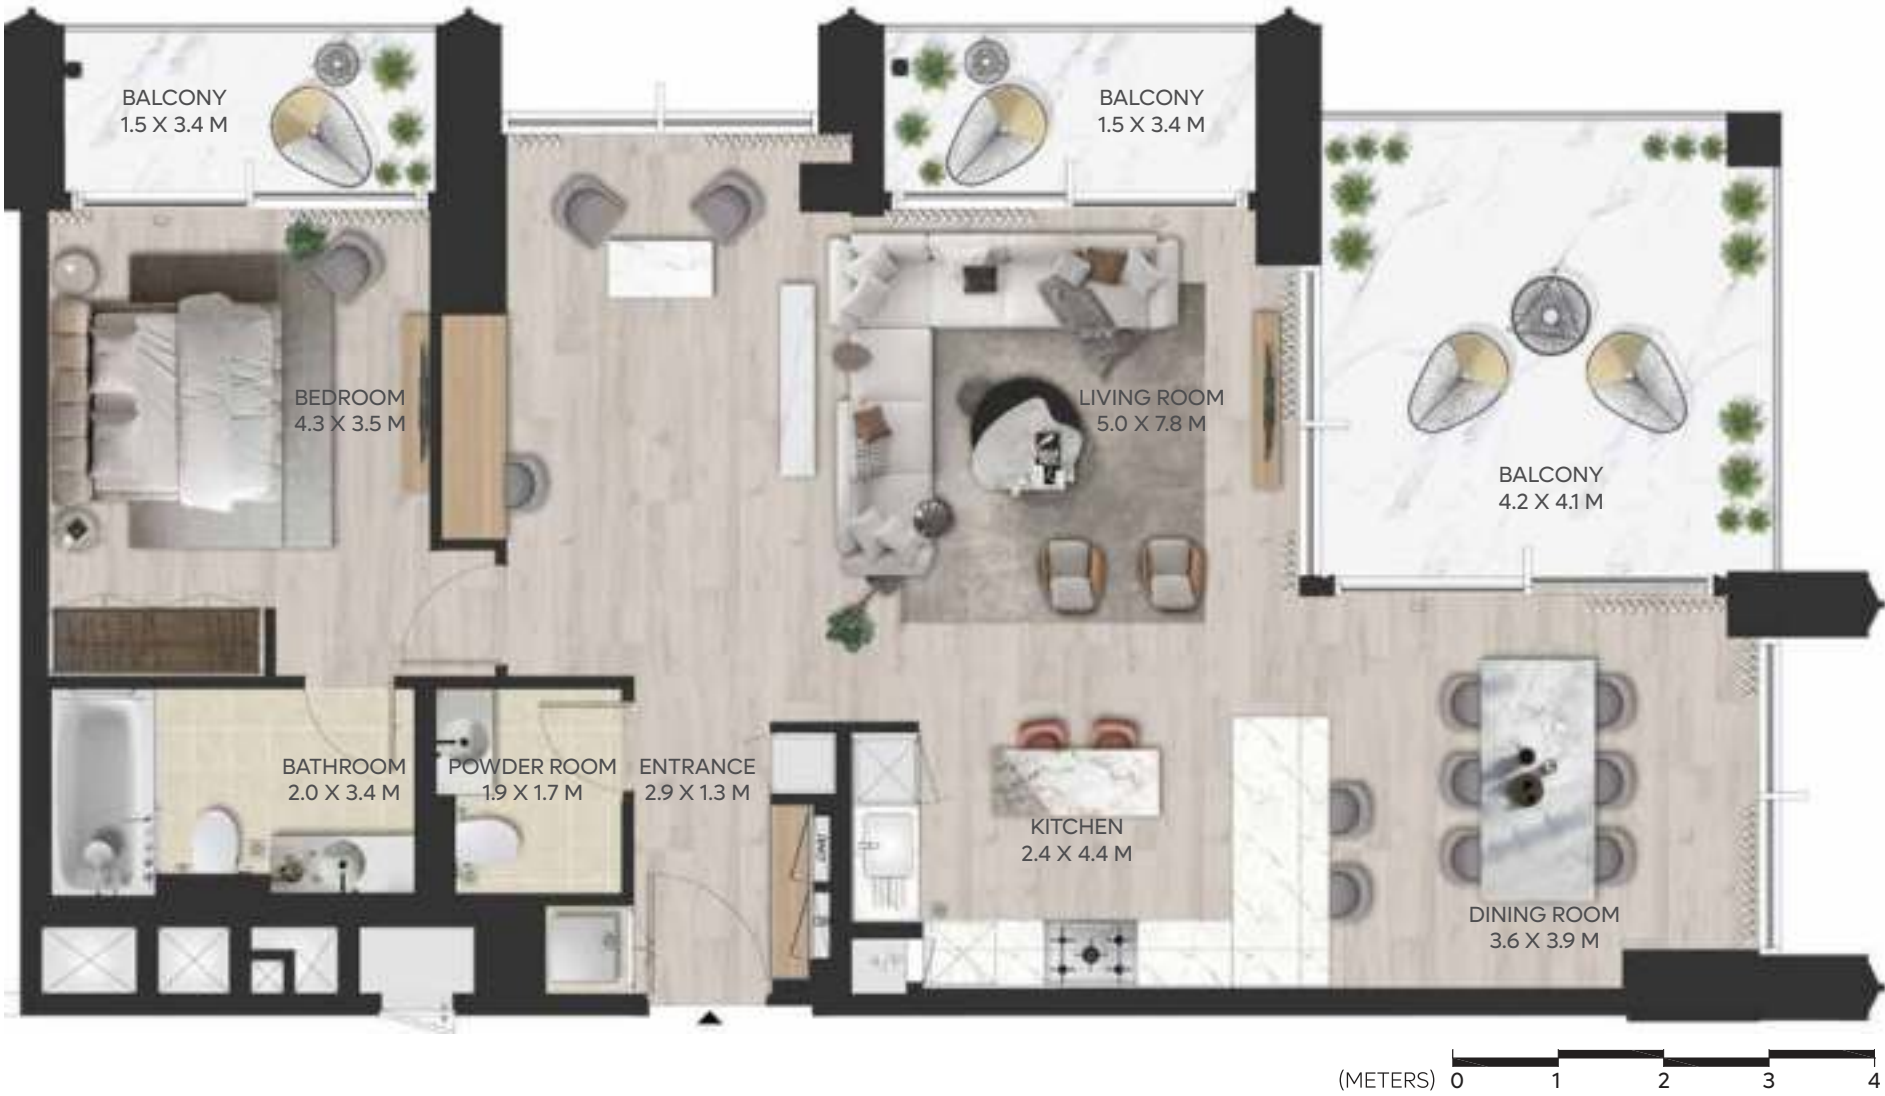 BALCONY
1.5 X 3.4 M
BALCONY
1.5 X 3.4 M
BEDROOM
4.3 X 3.5 M
LIVING ROOM
5.0 X 7.8 M
BALCONY
4.2 X 4.1 M
BATHROOM
2.0 X 3.4 M
POWDER ROOM
1.9 X 1.7 M
ENTRANCE
2.9 X 1.3 M
KITCHEN
2.4 X 4.4 M
DINING ROOM
3.6 X 3.9 M
(METERS) 0 1 2 3 4